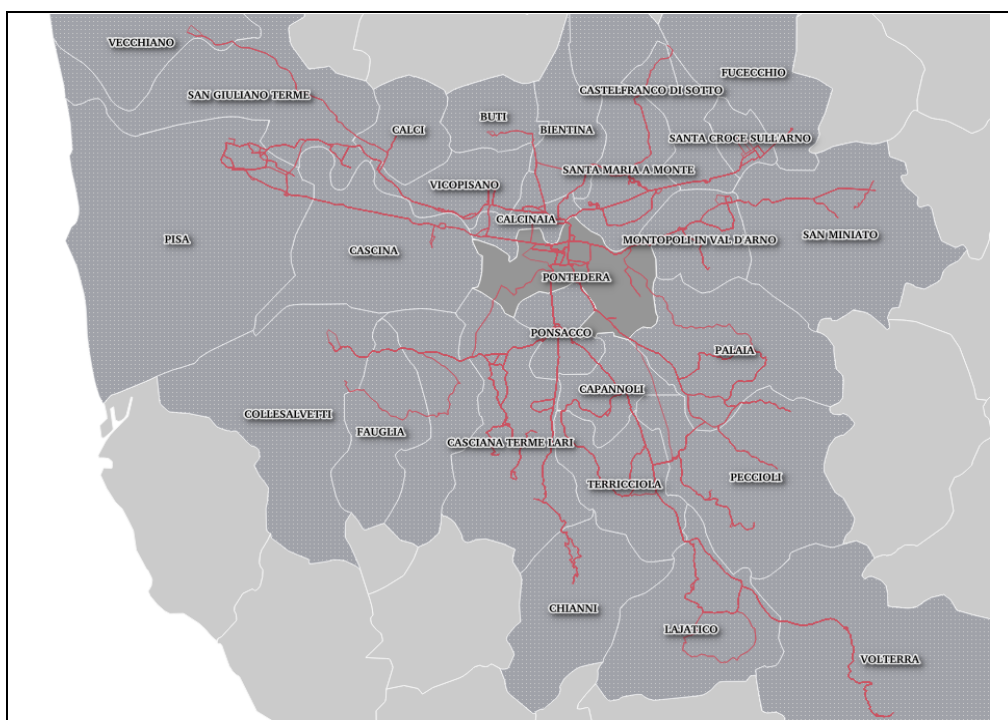 VECCHIANO
FUCECCHIO
CASTELFRANCO DI SOTTO
SAN GIULIANO TERME
BUTI
CALCI
BIENTINA
SANTA CROCE SULL'ARNO
SANTA MARIA A MONTE
VICOPISANO
CALCINAIA
SAN MINIATO
PISA
MONTOPOLI IN VAL D'ARNO
CASCINA
PONTEDERA
PONSACCO
PALAIA
CAPANNOLI
COLLESALVETTI
FAUGLIA
CASCIANA TERME LARI
PECCIOLI
TERRICCIOLA
CHIANNI
LAJATICO
VOLTERRA